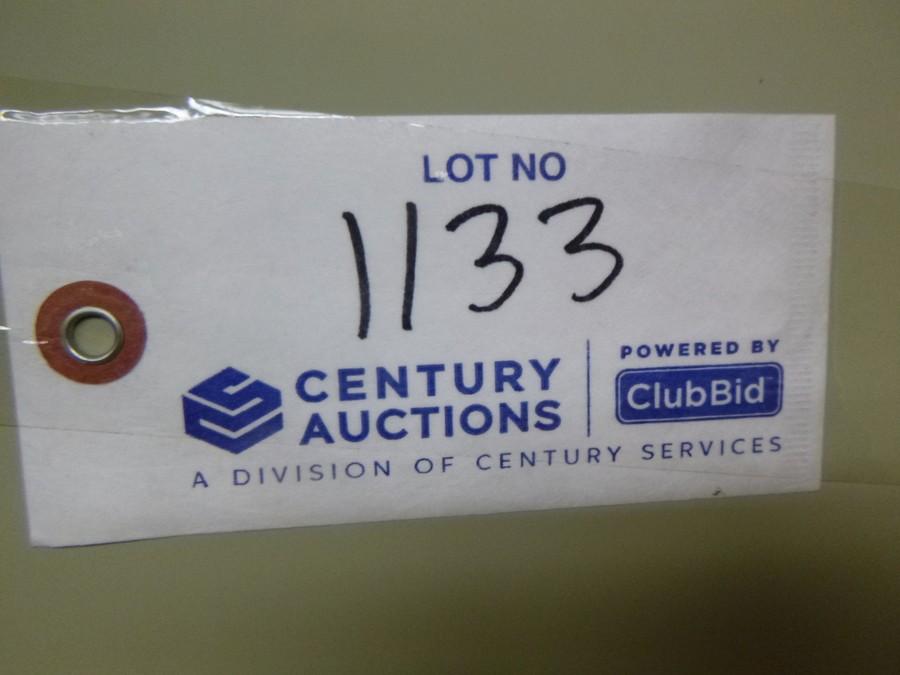 LOT NO
1133
CENTURY
AUCTIONS
POWERED BY
ClubBid
A DIVISION OF CENTURY SERVICES